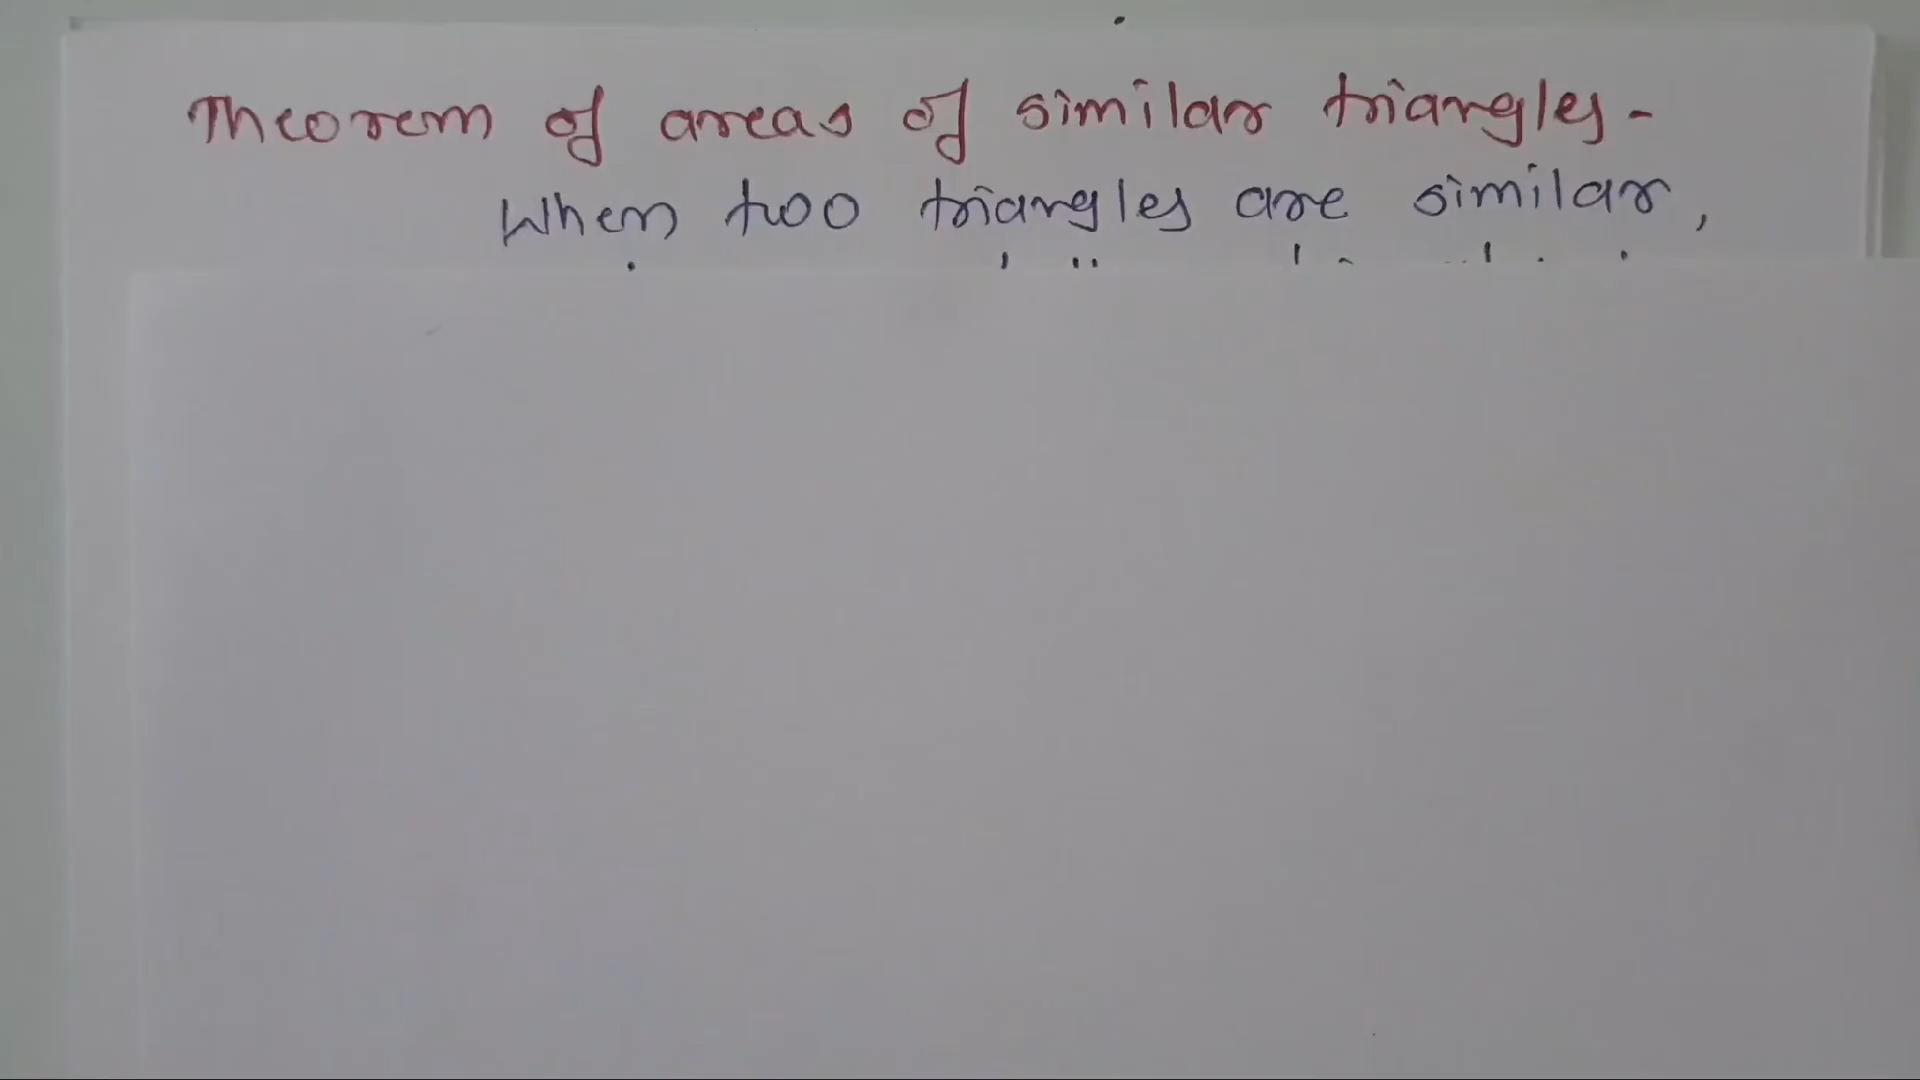 Theorem of areas of similar triangles-
When two triangles are similar,